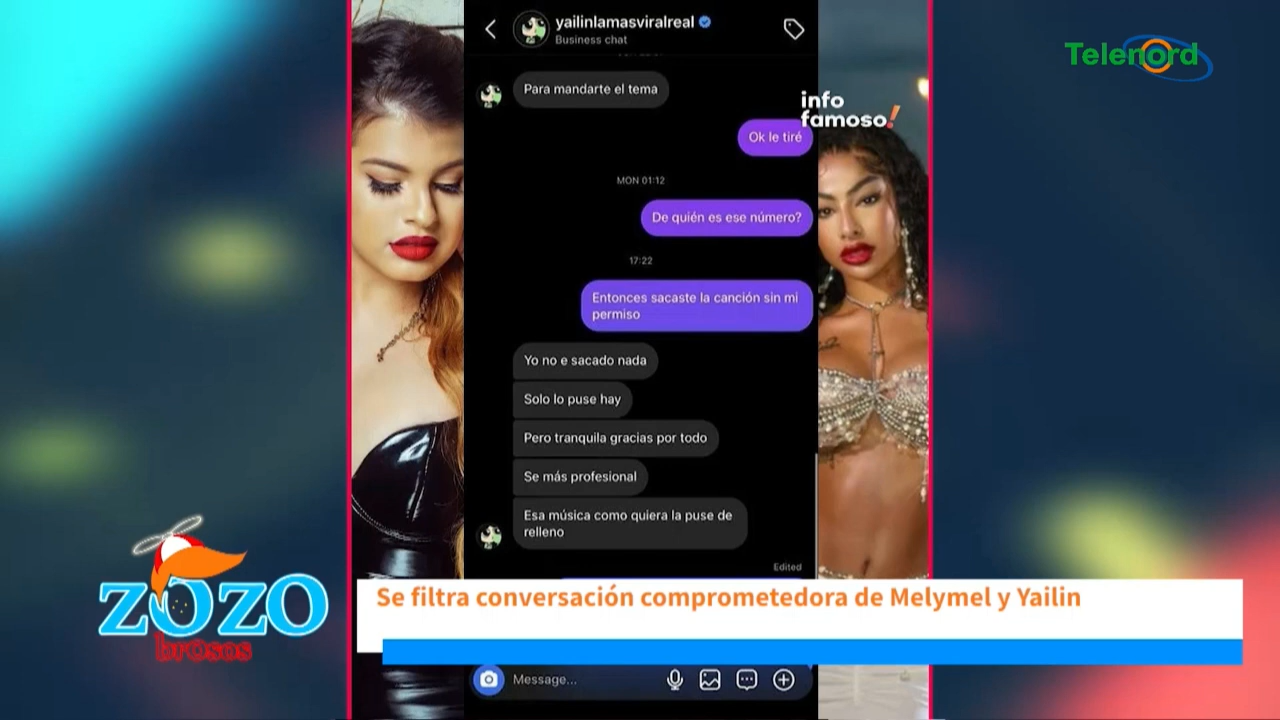 yailinlamasviralreal
Business chat
Telenord
Para mandarte el tema
info
famoso!
Ok le tiré
MON 01:12
De quién es ese número?
17:22
Entonces sacaste la canción sin mi
permiso
Yo no e sacado nada
Solo lo puse hay
Pero tranquila gracias por todo
Se más profesional
Esa música como quiera la puse de
relleno
Edited
ZOZO
brosos
Se filtra conversación comprometedora de Melymel y Yailin
Message...